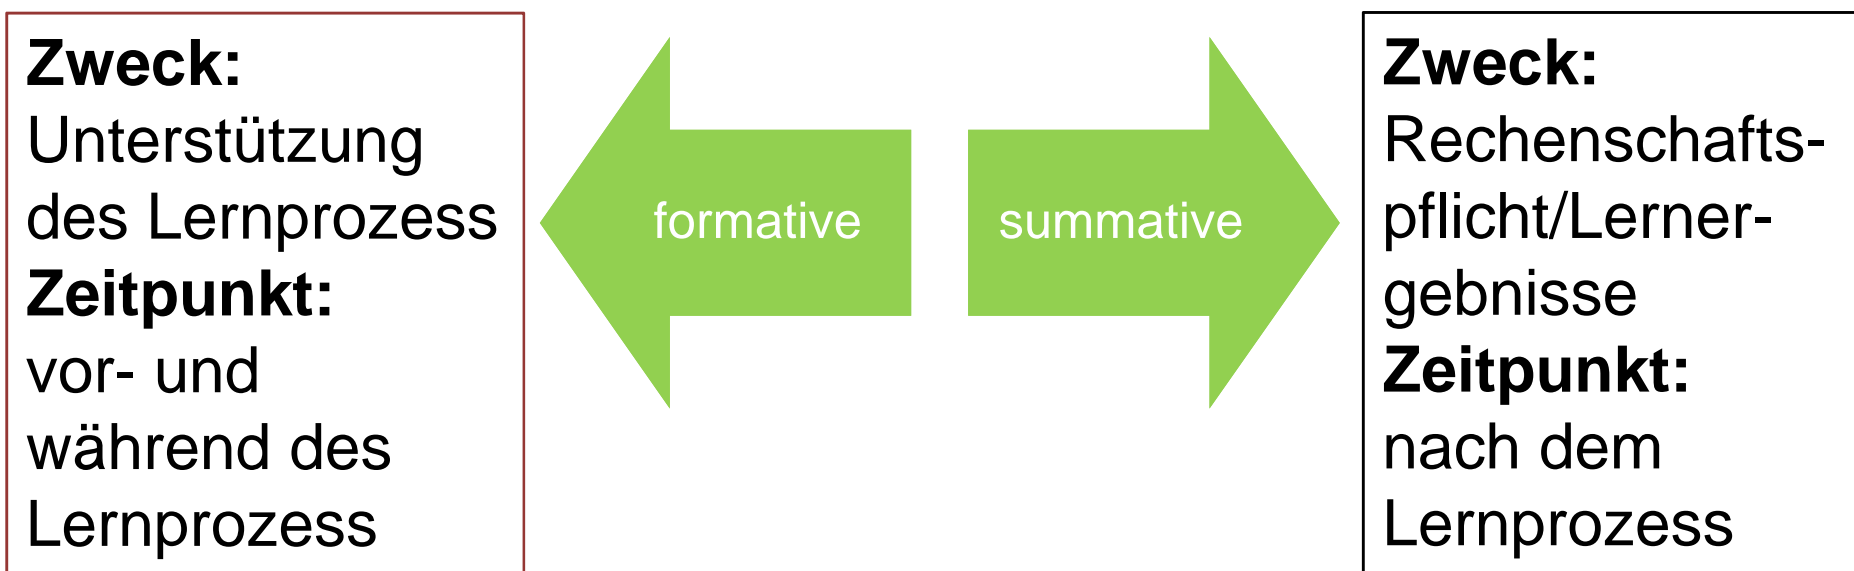 Zweck:
Unterstützung
des Lernprozess
Zeitpunkt:
vor- und
während des
Lernprozess
formative
summative
Zweck:
Rechenschafts-
pflicht/Lerner-
gebnisse
Zeitpunkt:
nach dem
Lernprozess